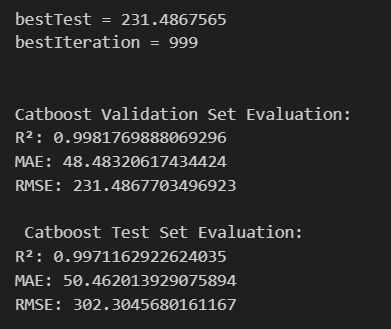 bestTest = 231.4867565
bestIteration = 999
Catboost Validation Set Evaluation:
R²: 0.9981769888069296
MAE: 48.48320617434424
RMSE: 231.4867703496923
Catboost Test Set Evaluation:
R²: 0.9971162922624035
MAE: 50.462013929075894
RMSE: 302.3045680161167